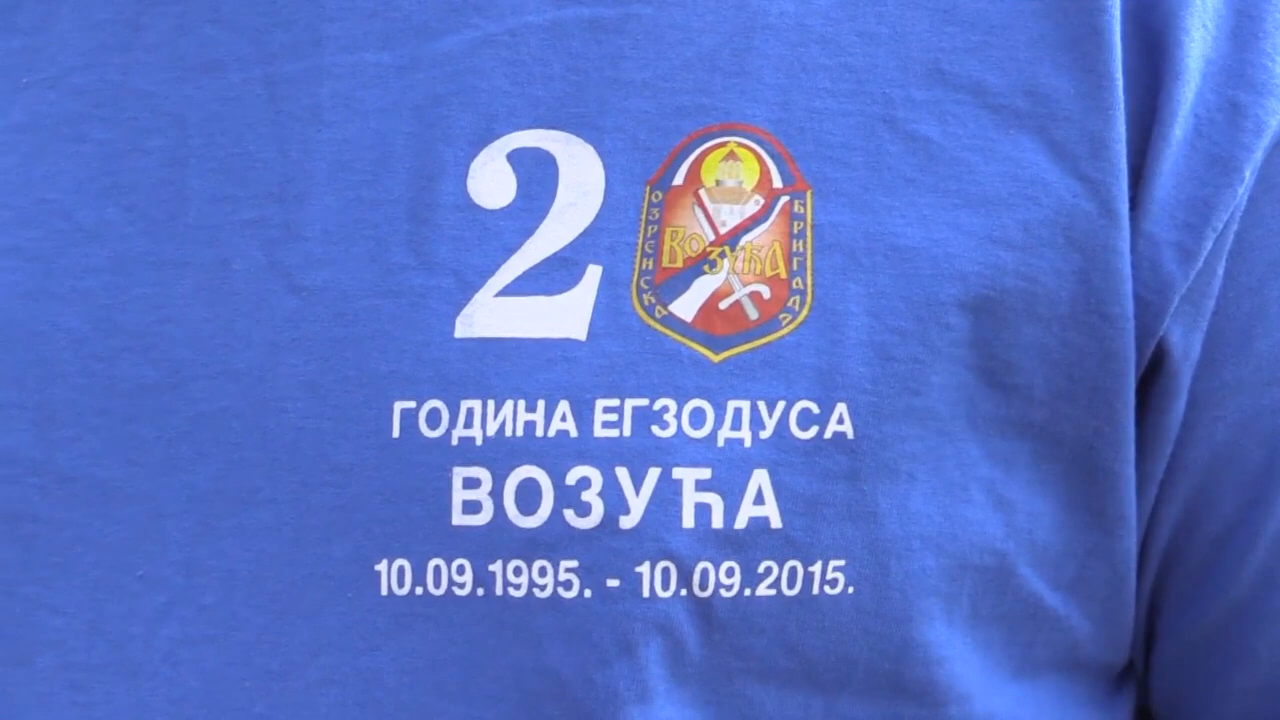 2
ОЗРЕНСКА БРИГАДА
ВОЗУЋА
ГОДИНА ЕГЗОДУСА
ВОЗУЋА
10.09.1995. - 10.09.2015.